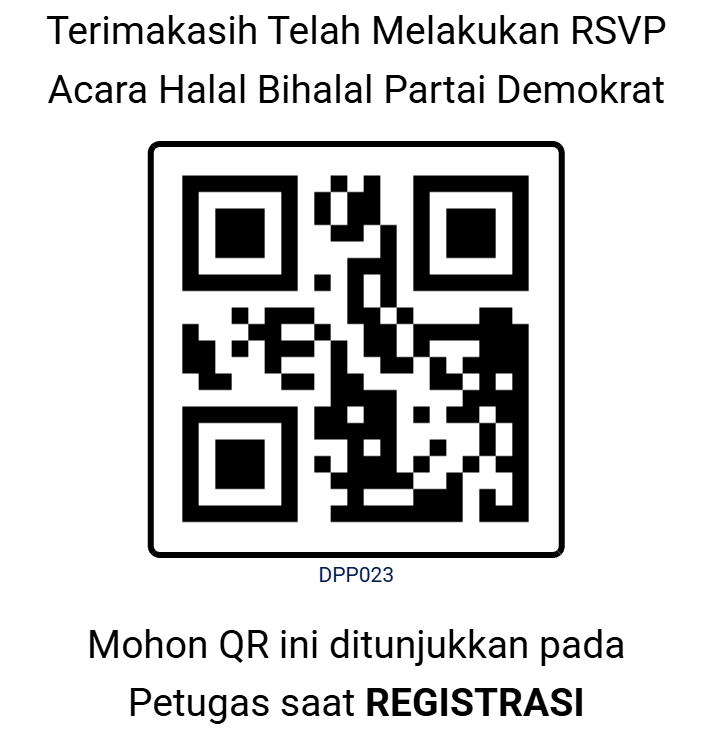 Terimakasih Telah Melakukan RSVP
Acara Halal Bihalal Partai Demokrat
DPP023
Mohon QR ini ditunjukkan pada
Petugas saat REGISTRASI